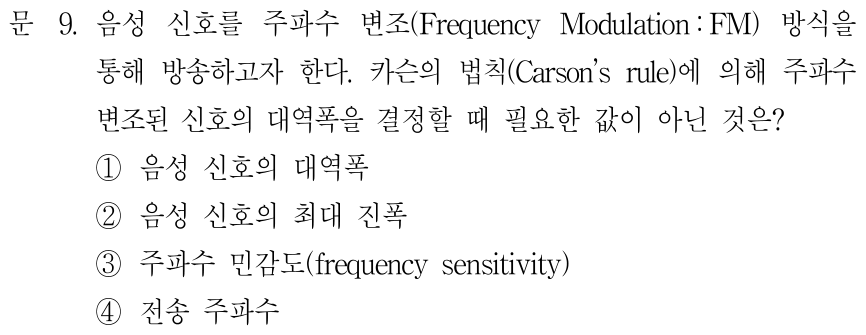 문 9. 음성 신호를 주파수 변조(Frequency Modulation : FM) 방식을
통해 방송하고자 한다. 카슨의 법칙(Carson's rule)에 의해 주파수
변조된 신호의 대역폭을 결정할 때 필요한 값이 아닌 것은?
① 음성 신호의 대역폭
② 음성 신호의 최대 진폭
③ 주파수 민감도(frequency sensitivity)
④ 전송 주파수